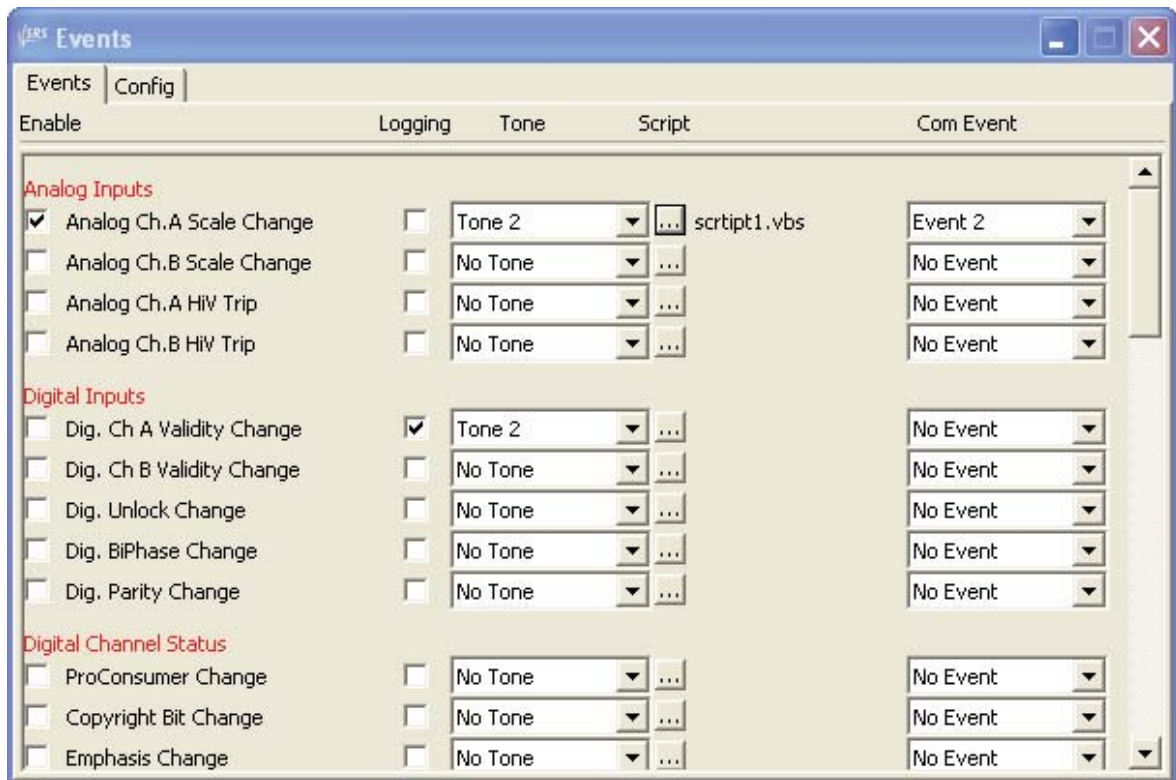 SRS Events
Events Config
Enable Logging Tone Script Com Event
Analog Inputs
Analog Ch.A Scale Change Tone 2 ... scrtipt1.vbs Event 2
Analog Ch.B Scale Change No Tone ... No Event
Analog Ch.A HiV Trip No Tone ... No Event
Analog Ch.B HiV Trip No Tone ... No Event
Digital Inputs
Dig. Ch A Validity Change Tone 2 ... No Event
Dig. Ch B Validity Change No Tone ... No Event
Dig. Unlock Change No Tone ... No Event
Dig. BiPhase Change No Tone ... No Event
Dig. Parity Change No Tone ... No Event
Digital Channel Status
ProConsumer Change No Tone ... No Event
Copyright Bit Change No Tone ... No Event
Emphasis Change No Tone ... No Event